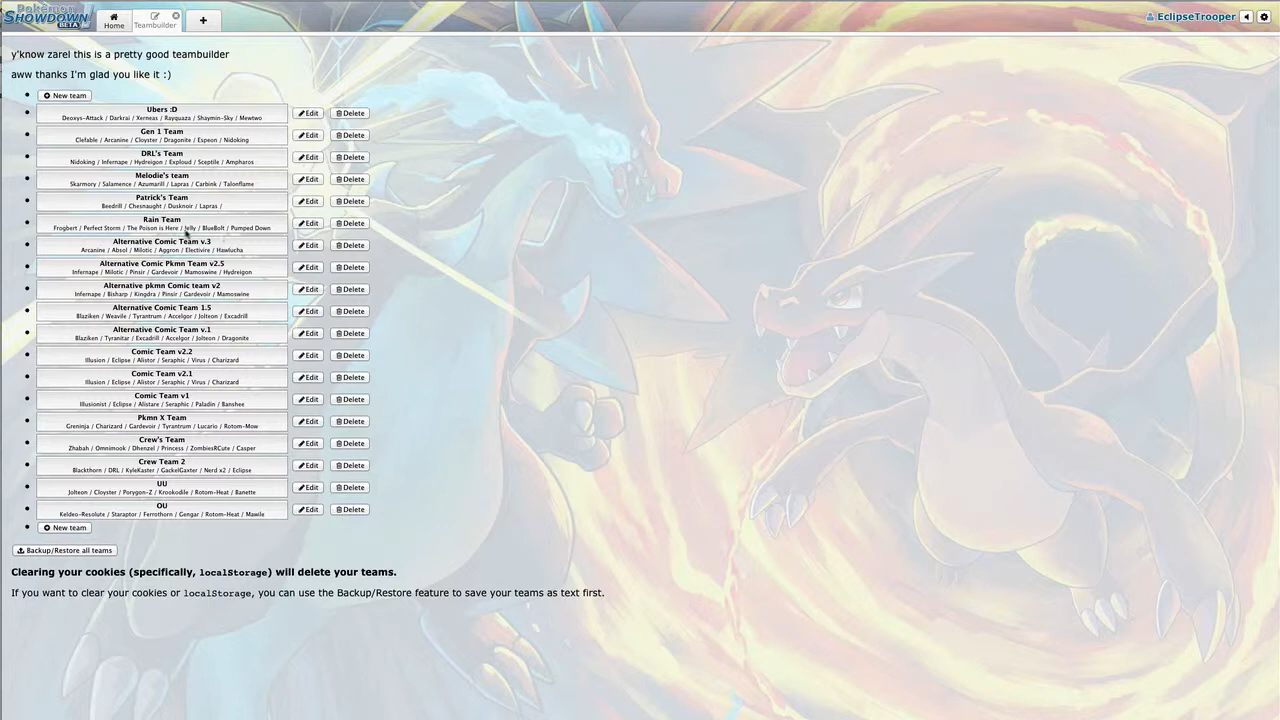 Pokémon
SHOWDOWN
BETA
Home
Teambuilder
EclipseTrooper
y'know zarel this is a pretty good teambuilder
aww thanks I'm glad you like it :)
New team
Ubers :D
Deoxys-Attack / Darkrai / Xerneas / Rayquaza / Shaymin-Sky / Mewtwo
Edit Delete
Gen 1 Team
Clefable / Arcanine / Cloyster / Dragonite / Espeon / Nidoking
Edit Delete
DRL's Team
Nidoking / Infernape / Hydreigon / Exploud / Sceptile / Ampharos
Edit Delete
Melodie's team
Skarmory / Salamence / Azumarill / Lapras / Carbink / Talonflame
Edit Delete
Patrick's Team
Beedrill / Chesnaught / Dusknoir / Lapras /
Edit Delete
Rain Team
Frogbert / Perfect Storm / The Poison is Here / Jelly / BlueBolt / Pumped Down
Edit Delete
Alternative Comic Team v.3
Arcanine / Absol / Milotic / Aggron / Electivire / Hawlucha
Edit Delete
Alternative Comic Pkmn Team v2.5
Infernape / Milotic / Pinsir / Gardevoir / Mamoswine / Hydreigon
Edit Delete
Alternative pkmn Comic team v2
Infernape / Bisharp / Kingdra / Pinsir / Gardevoir / Mamoswine
Edit Delete
Alternative Comic Team 1.5
Blaziken / Weavile / Tyrantrum / Accelgor / Jolteon / Excadrill
Edit Delete
Alternative Comic Team v.1
Blaziken / Tyranitar / Excadrill / Accelgor / Jolteon / Dragonite
Edit Delete
Comic Team v2.2
Illusion / Eclipse / Alistor / Seraphic / Virus / Charizard
Edit Delete
Comic Team v2.1
Illusion / Eclipse / Alistor / Seraphic / Virus / Charizard
Edit Delete
Comic Team v1
Illusionist / Eclipse / Alistare / Seraphic / Paladin / Banshee
Edit Delete
Pkmn X Team
Greninja / Charizard / Gardevoir / Tyrantrum / Lucario / Rotom-Mow
Edit Delete
Crew's Team
Zhabah / Omnimook / Dhenzel / Princess / ZombiesRCute / Casper
Edit Delete
Crew Team 2
Blackthorn / DRL / KyleKaster / GackelGaxter / Nerd x2 / Eclipse
Edit Delete
UU
Jolteon / Cloyster / Porygon-Z / Krookodile / Rotom-Heat / Banette
Edit Delete
OU
Keldeo-Resolute / Staraptor / Ferrothorn / Gengar / Rotom-Heat / Mawile
Edit Delete
New team
Backup/Restore all teams
Clearing your cookies (specifically, localStorage) will delete your teams.
If you want to clear your cookies or localStorage, you can use the Backup/Restore feature to save your teams as text first.